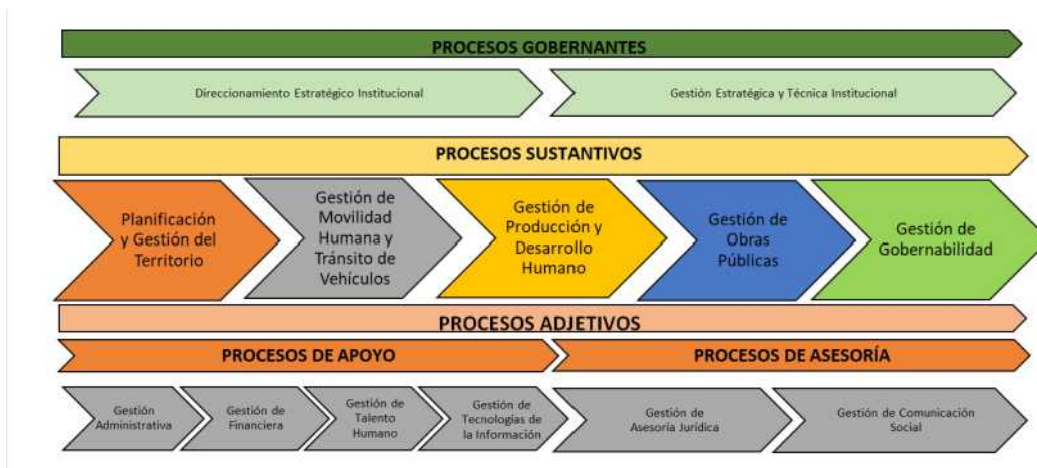 PROCESOS GOBERNANTES
Direccionamiento Estratégico Institucional
Gestión Estratégica y Técnica Institucional
PROCESOS SUSTANTIVOS
Planificación
y Gestión del
Territorio
Gestión de
Movilidad
Humana y
Tránsito de
Vehículos
Gestión de
Producción y
Desarrollo
Humano
Gestión de
Obras
Públicas
Gestión de
Gobernabilidad
PROCESOS ADJETIVOS
PROCESOS DE APOYO
PROCESOS DE ASESORÍA
Gestión
Administrativa
Gestión de
Financiera
Gestión de
Talento
Humano
Gestión de
Tecnologías de
la Información
Gestión de
Asesoría Jurídica
Gestión de Comunicación
Social